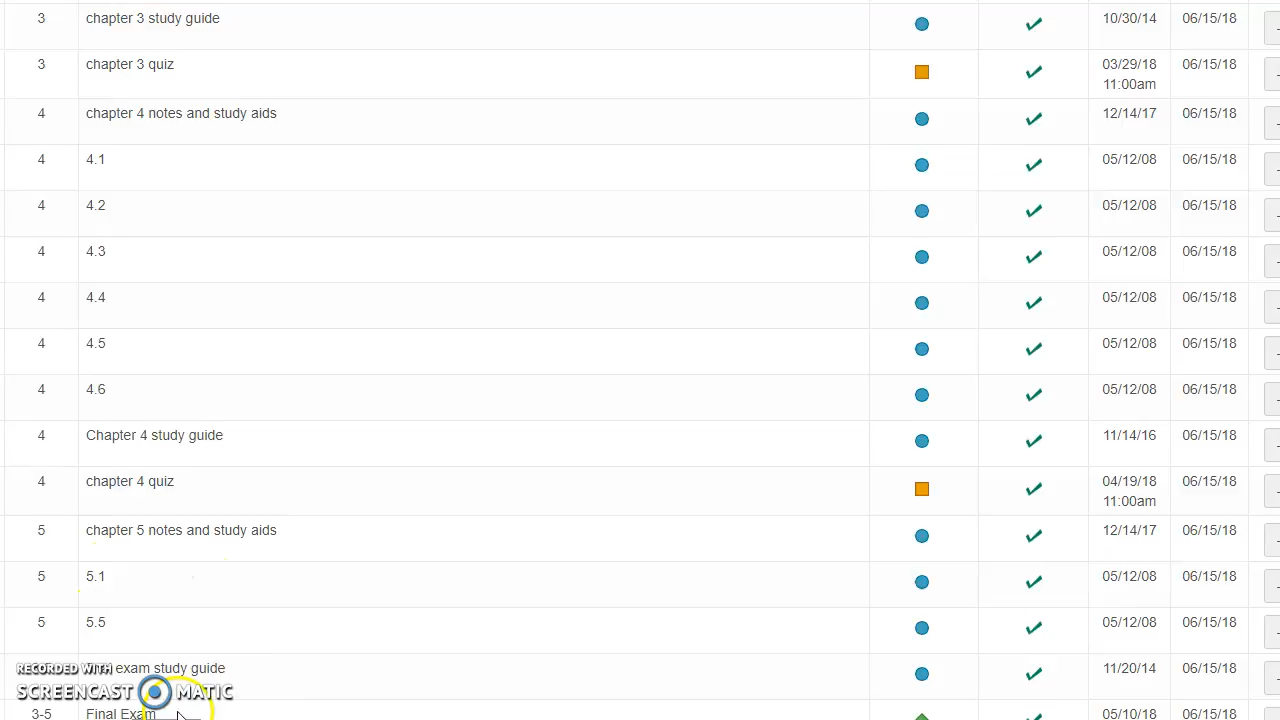 3 chapter 3 study guide 10/30/14 06/15/18
3 chapter 3 quiz 03/29/18 06/15/18
11:00am
4 chapter 4 notes and study aids 12/14/17 06/15/18
4 4.1 05/12/08 06/15/18
4 4.2 05/12/08 06/15/18
4 4.3 05/12/08 06/15/18
4 4.4 05/12/08 06/15/18
4 4.5 05/12/08 06/15/18
4 4.6 05/12/08 06/15/18
4 Chapter 4 study guide 11/14/16 06/15/18
4 chapter 4 quiz 04/19/18 06/15/18
11:00am
5 chapter 5 notes and study aids 12/14/17 06/15/18
5 5.1 05/12/08 06/15/18
5 5.5 05/12/08 06/15/18
exam study guide 11/20/14 06/15/18
RECORDED WITH
SCREENCAST MATIC
3-5 Final Exam 05/10/18 06/15/18